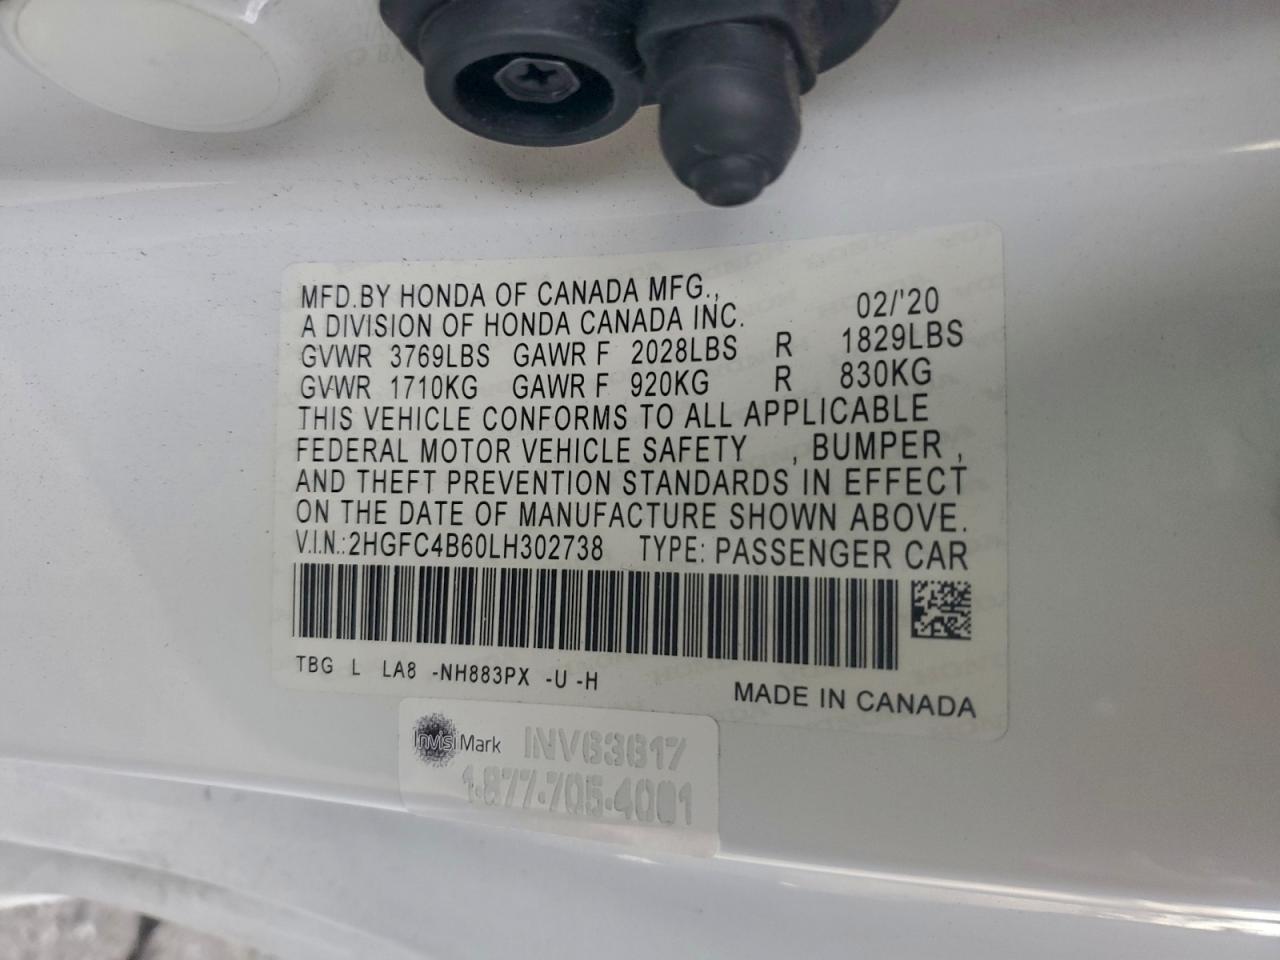 MFD.BY HONDA OF CANADA MFG.,
A DIVISION OF HONDA CANADA INC. 02/'20
GVWR 3769LBS GAWR F 2028LBS R 1829LBS
GVWR 1710KG GAWR F 920KG R 830KG
THIS VEHICLE CONFORMS TO ALL APPLICABLE
FEDERAL MOTOR VEHICLE SAFETY , BUMPER ,
AND THEFT PREVENTION STANDARDS IN EFFECT
ON THE DATE OF MANUFACTURE SHOWN ABOVE.
V.I.N.:2HGFC4B60LH302738 TYPE: PASSENGER CAR
TBG L LA8 -NH883PX -U -H
MADE IN CANADA
InvisiMark INV63617
1-877-705-4001